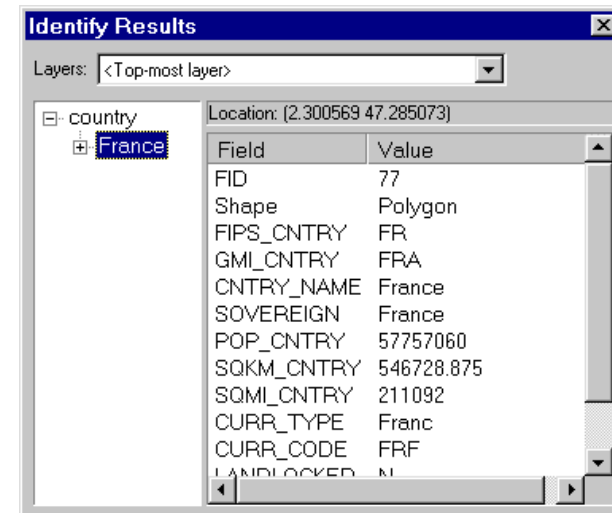 Identify Results
Layers: <Top-most layer>
country
France
Location: (2.300569 47.285073)
Field Value
FID 77
Shape Polygon
FIPS_CNTRY FR
GMI_CNTRY FRA
CNTRY_NAME France
SOVEREIGN France
POP_CNTRY 57757060
SQKM_CNTRY 546728.875
SQMI_CNTRY 211092
CURR_TYPE Franc
CURR_CODE FRF
LANDLOCKED N